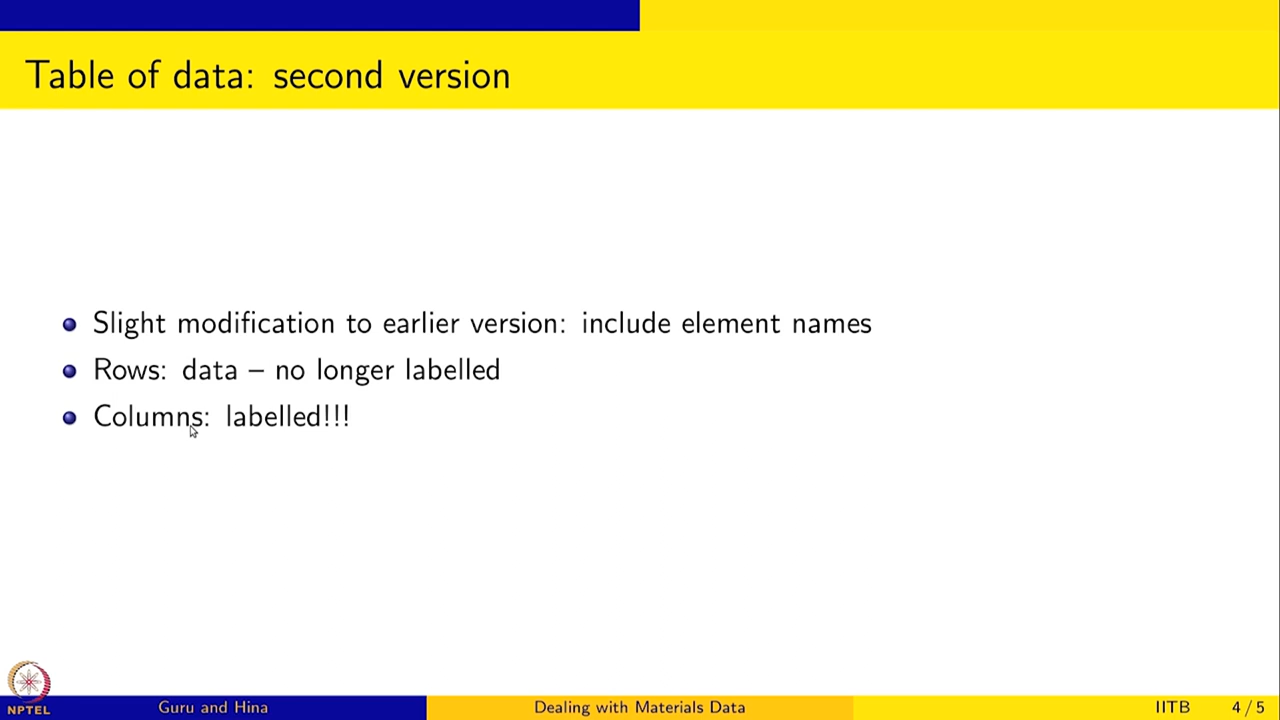 Table of data: second version
Slight modification to earlier version: include element names
Rows: data – no longer labelled
Columns: labelled!!!
NPTEL
Guru and Hina
Dealing with Materials Data
IITB
4 / 5